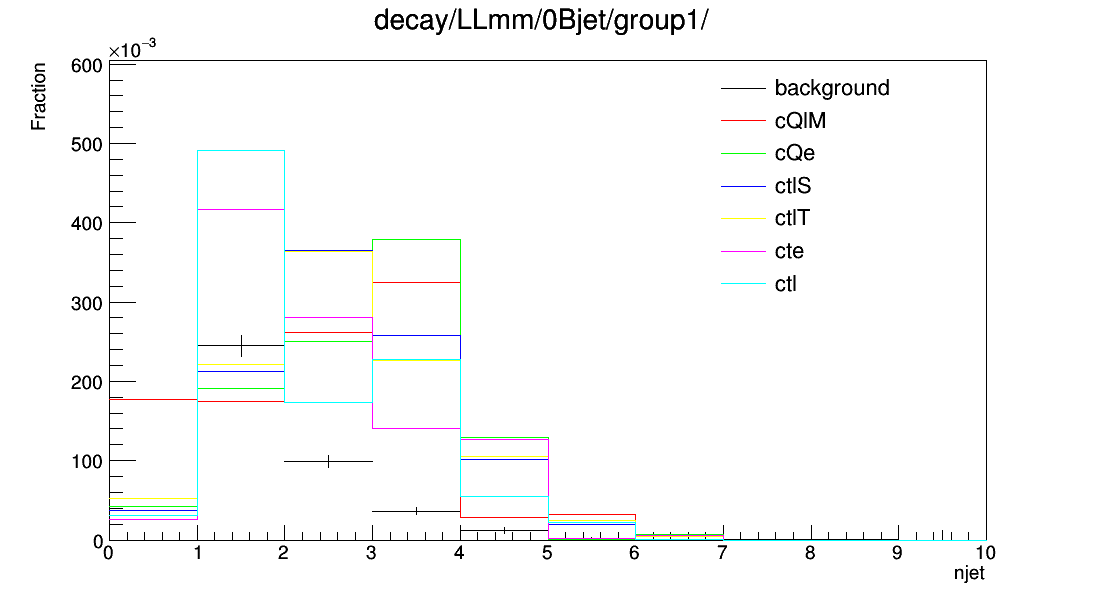 decay/LLmm/0Bjet/group1/
×10⁻³
Fraction
600
500
400
300
200
100
0
background
cQlM
cQe
ctlS
ctlT
cte
ctl
0 1 2 3 4 5 6 7 8 9 10
njet